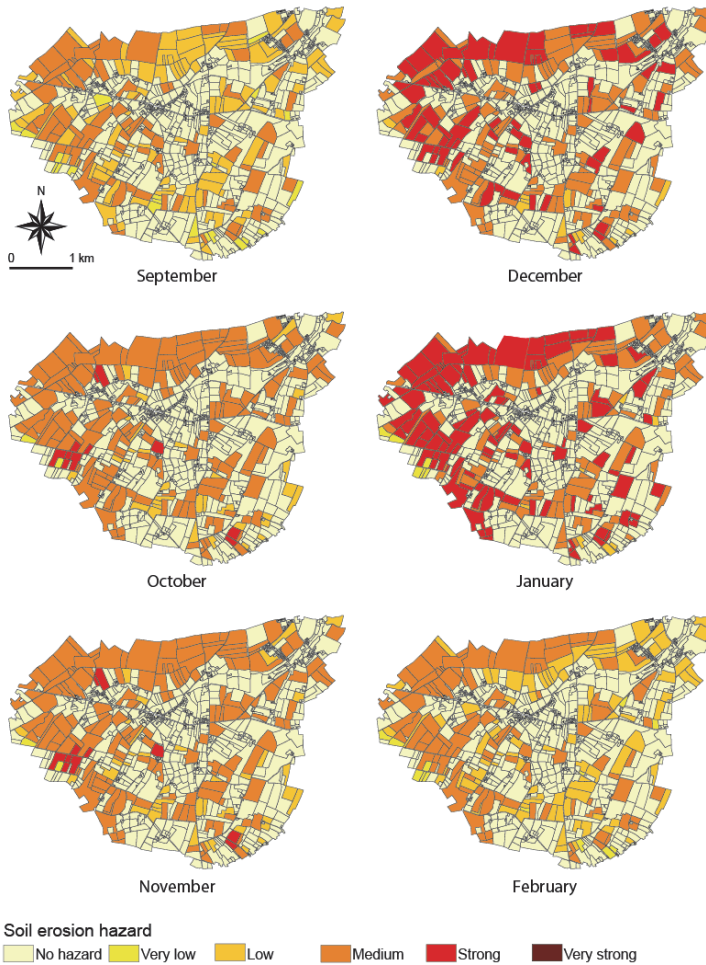 N
0 1 km
September
December
October
January
November
February
Soil erosion hazard
No hazard Very low Low Medium Strong Very strong